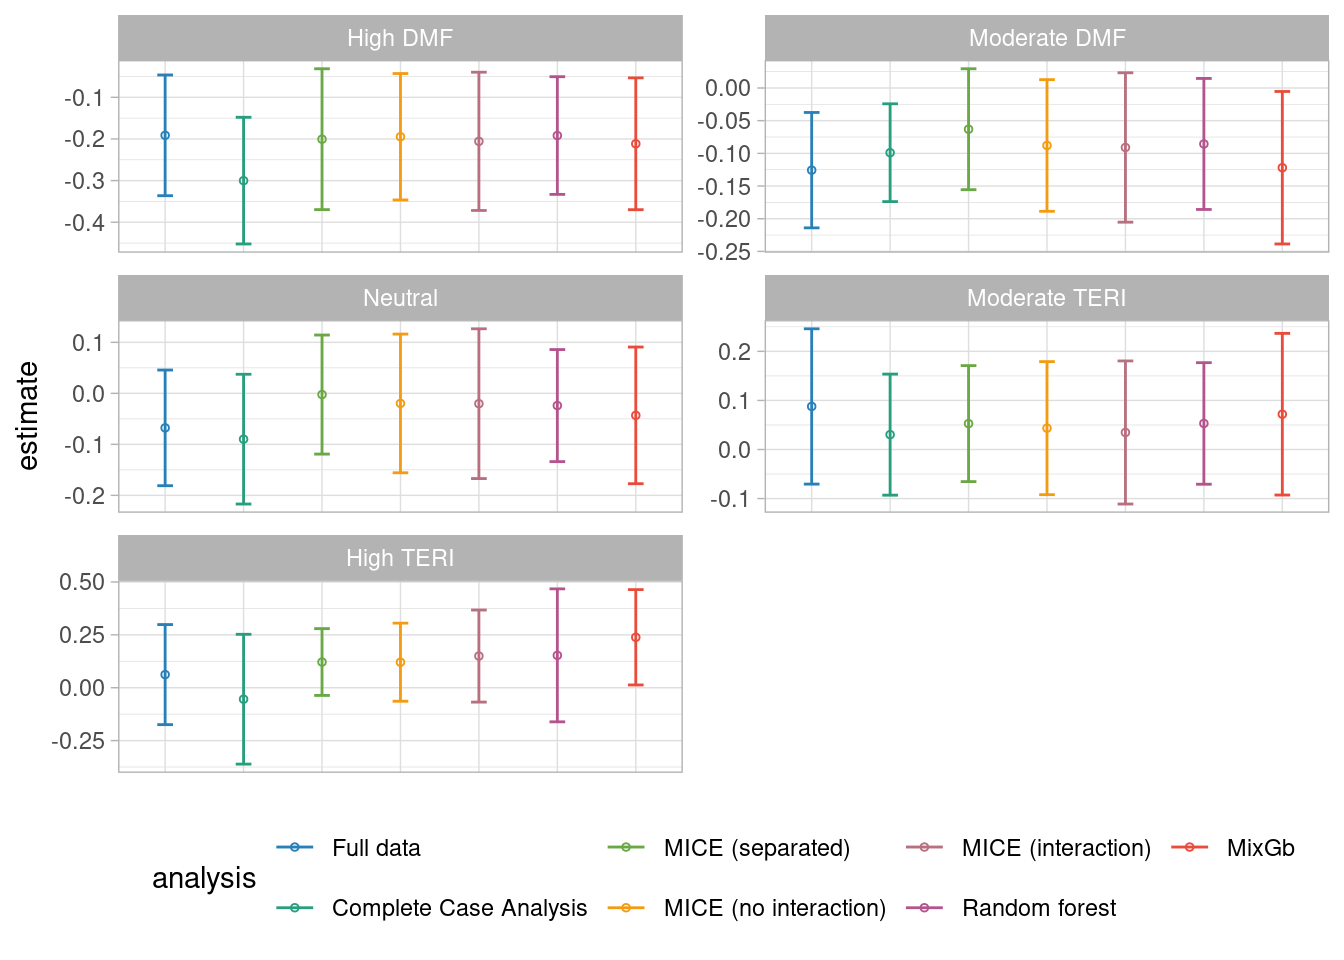 High DMF
Moderate DMF
-0.1
-0.2
-0.3
-0.4
0.00
-0.05
-0.10
-0.15
-0.20
-0.25
Neutral
Moderate TERI
0.1
0.0
-0.1
-0.2
0.2
0.1
0.0
-0.1
estimate
High TERI
0.50
0.25
0.00
-0.25
analysis
Full data
MICE (separated)
MICE (interaction)
MixGb
Complete Case Analysis
MICE (no interaction)
Random forest